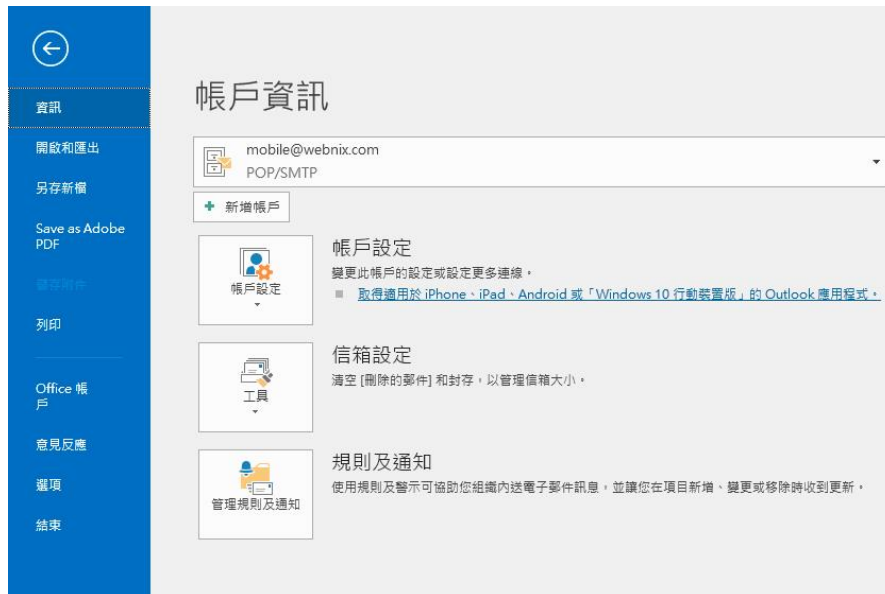 資訊
開啟和匯出
另存新檔
Save as Adobe
PDF
儲存附件
列印
Office 帳
戶
意見反應
選項
結束
帳戶資訊
mobile@webnix.com
POP/SMTP
新增帳戶
帳戶設定
帳戶設定
變更此帳戶的設定或設定更多連線。
取得適用於 iPhone、iPad、Android 或「Windows 10 行動裝置版」的 Outlook 應用程式。
工具
信箱設定
清空 [刪除的郵件] 和封存，以管理信箱大小。
管理規則及通知
規則及通知
使用規則及警示可協助您組織內送電子郵件訊息，並讓您在項目新增、變更或移除時收到更新。